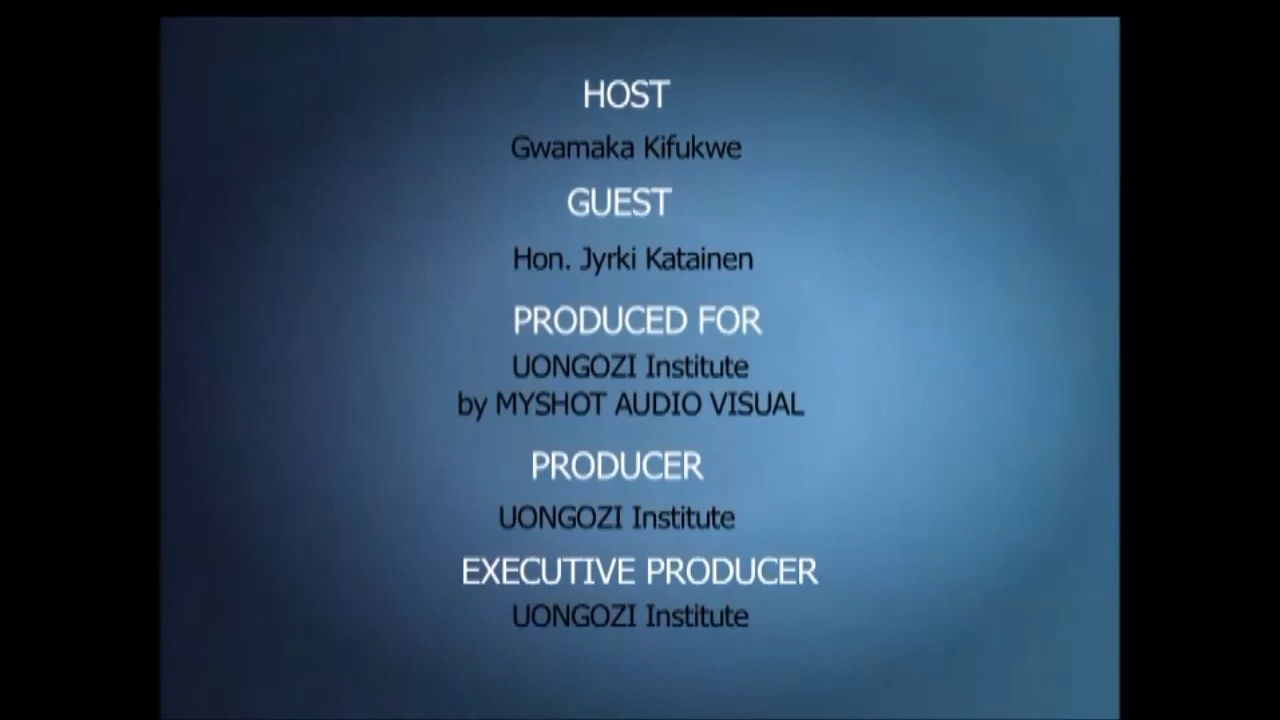 HOST
Gwamaka Kifukwe
GUEST
Hon. Jyrki Katainen
PRODUCED FOR
UONGOZI Institute
by MYSHOT AUDIO VISUAL
PRODUCER
UONGOZI Institute
EXECUTIVE PRODUCER
UONGOZI Institute